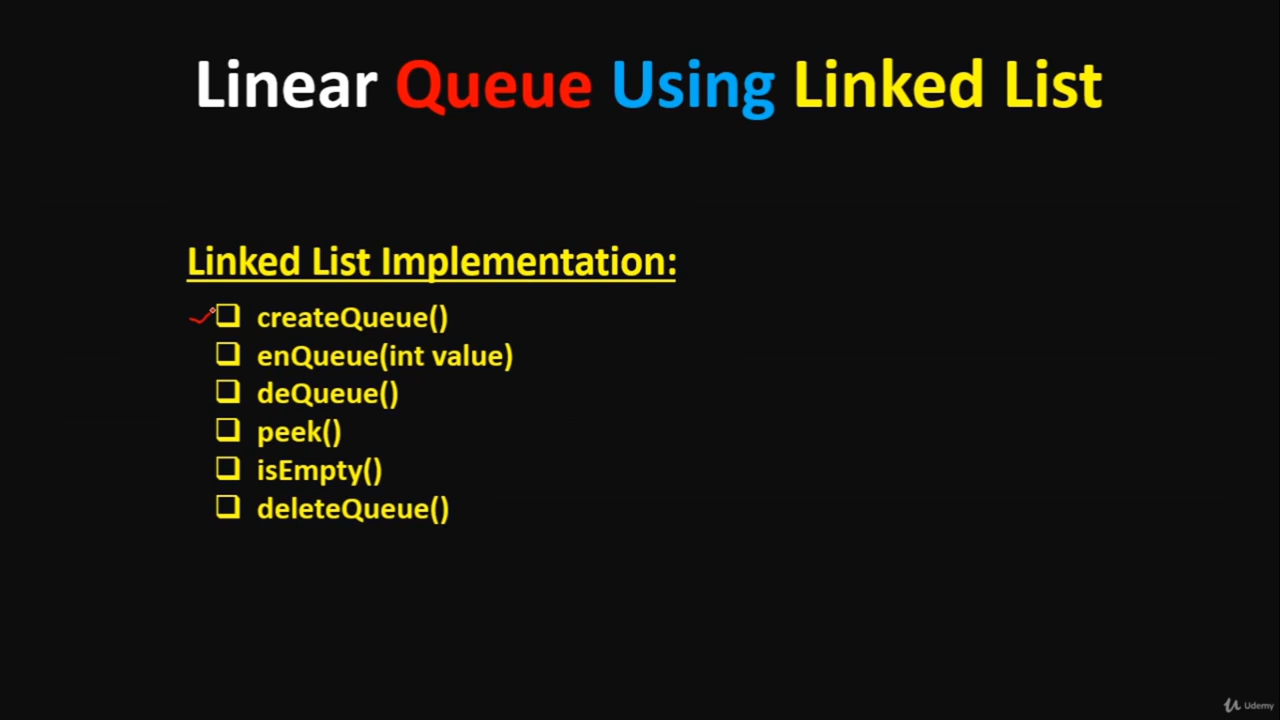 Linear Queue Using Linked List
Linked List Implementation:
createQueue()
enQueue(int value)
deQueue()
peek()
isEmpty()
deleteQueue()
Udemy